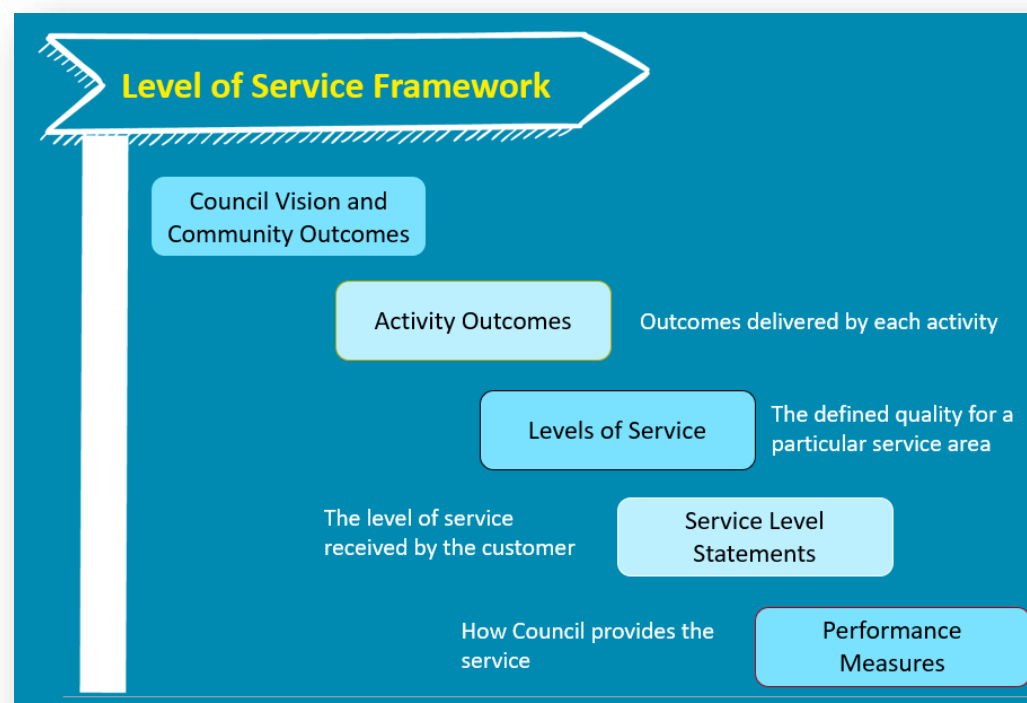 Level of Service Framework
Council Vision and
Community Outcomes
Activity Outcomes
Outcomes delivered by each activity
Levels of Service
The defined quality for a
particular service area
The level of service
received by the customer
Service Level
Statements
How Council provides the
service
Performance
Measures